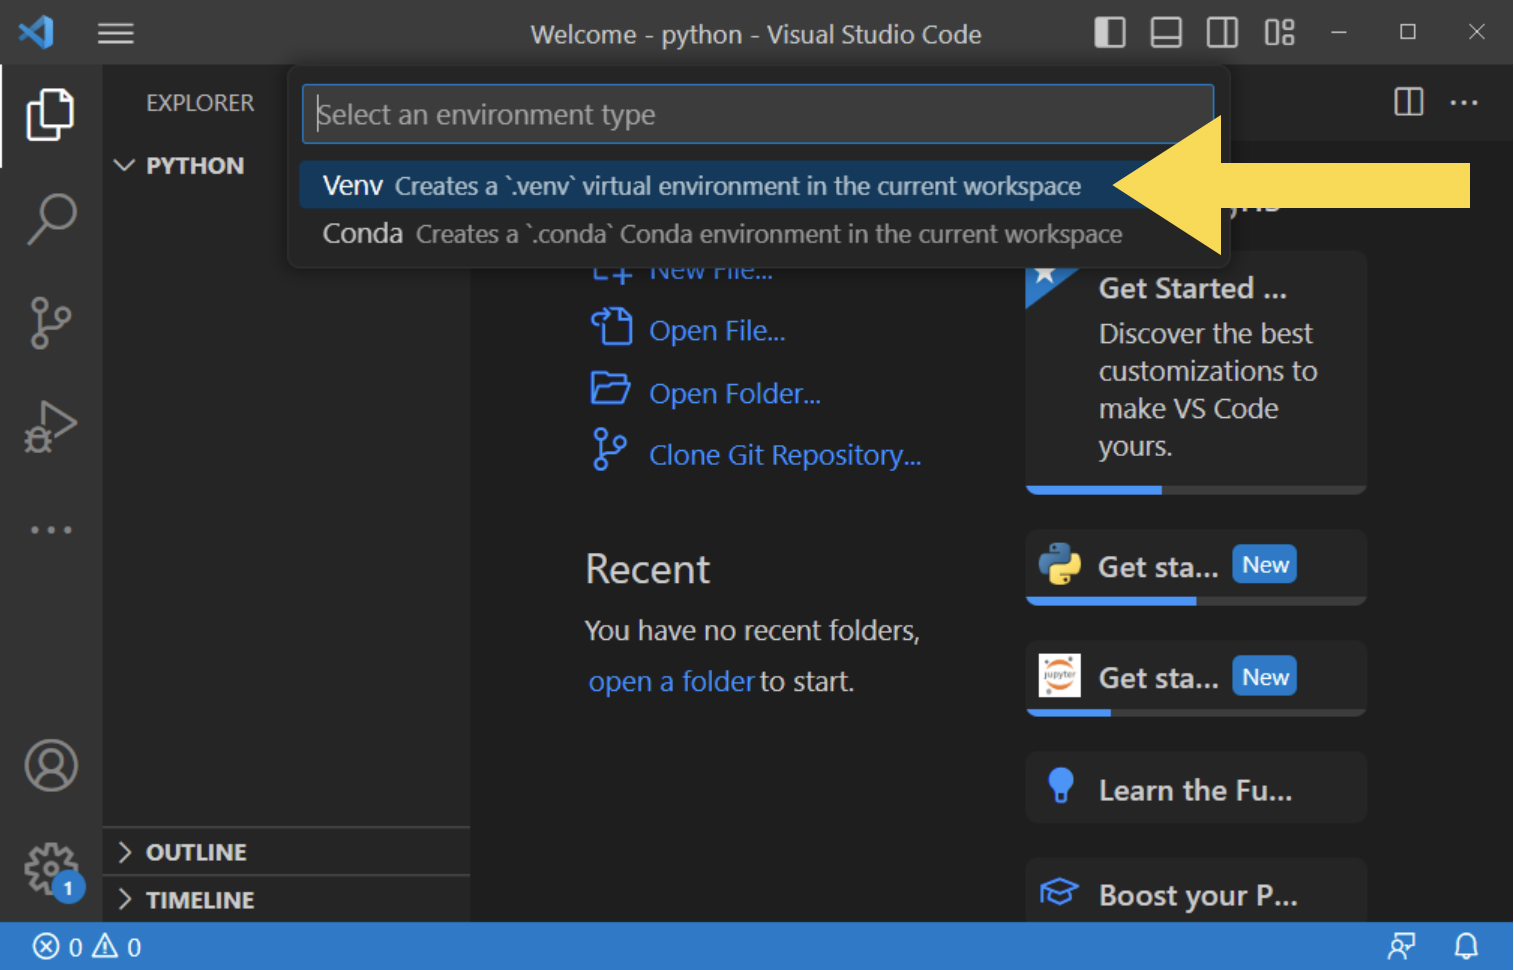 Welcome - python - Visual Studio Code
EXPLORER
PYTHON
Select an environment type
Venv Creates a `.venv` virtual environment in the current workspace
Conda Creates a `.conda` Conda environment in the current workspace
New File...
Open File...
Open Folder...
Clone Git Repository...
Recent
You have no recent folders,
open a folder to start.
Get Started ...
Discover the best
customizations to
make VS Code
yours.
Get sta... New
jupyter
Get sta... New
Learn the Fu...
Boost your P...
OUTLINE
TIMELINE
1
0 0